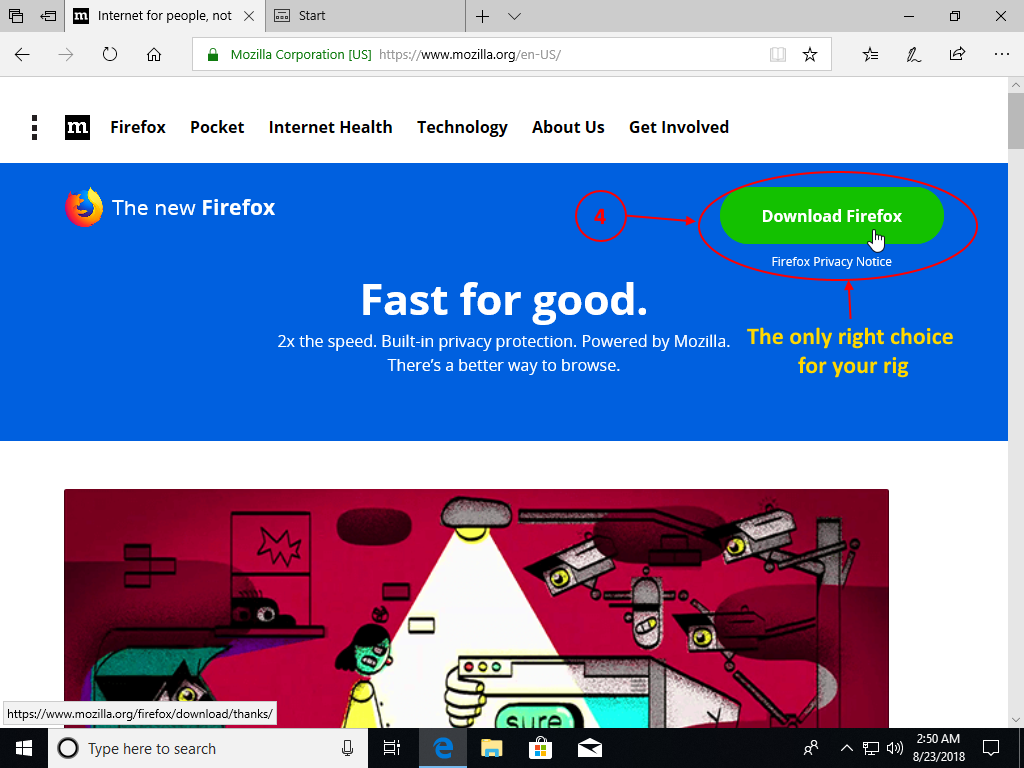 Internet for people, not
Start
Mozilla Corporation [US] https://www.mozilla.org/en-US/
m Firefox Pocket Internet Health Technology About Us Get Involved
The new Firefox
4
Download Firefox
Firefox Privacy Notice
Fast for good.
2x the speed. Built-in privacy protection. Powered by Mozilla.
There’s a better way to browse.
The only right choice
for your rig
sure
https://www.mozilla.org/firefox/download/thanks/
Type here to search
2:50 AM
8/23/2018